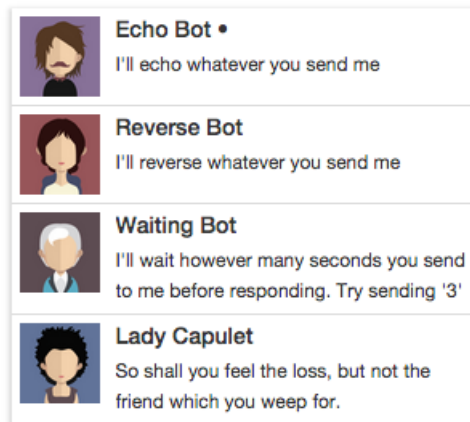 Echo Bot •
I'll echo whatever you send me
Reverse Bot
I'll reverse whatever you send me
Waiting Bot
I'll wait however many seconds you send
to me before responding. Try sending '3'
Lady Capulet
So shall you feel the loss, but not the
friend which you weep for.